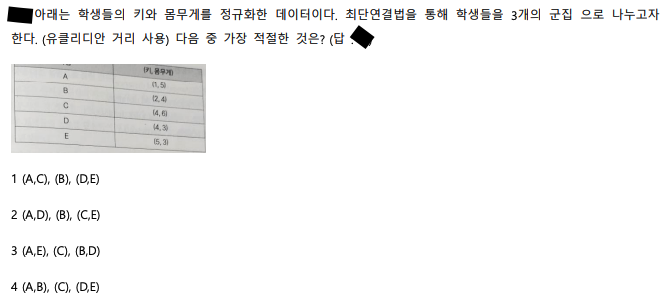 아래는 학생들의 키와 몸무게를 정규화한 데이터이다. 최단연결법을 통해 학생들을 3개의 군집 으로 나누고자
한다. (유클리디안 거리 사용) 다음 중 가장 적절한 것은? (답 :
(키, 몸무게)
A (1, 5)
B (2, 4)
C (4, 6)
D (4, 3)
E (5, 3)
1 (A,C), (B), (D,E)
2 (A,D), (B), (C,E)
3 (A,E), (C), (B,D)
4 (A,B), (C), (D,E)